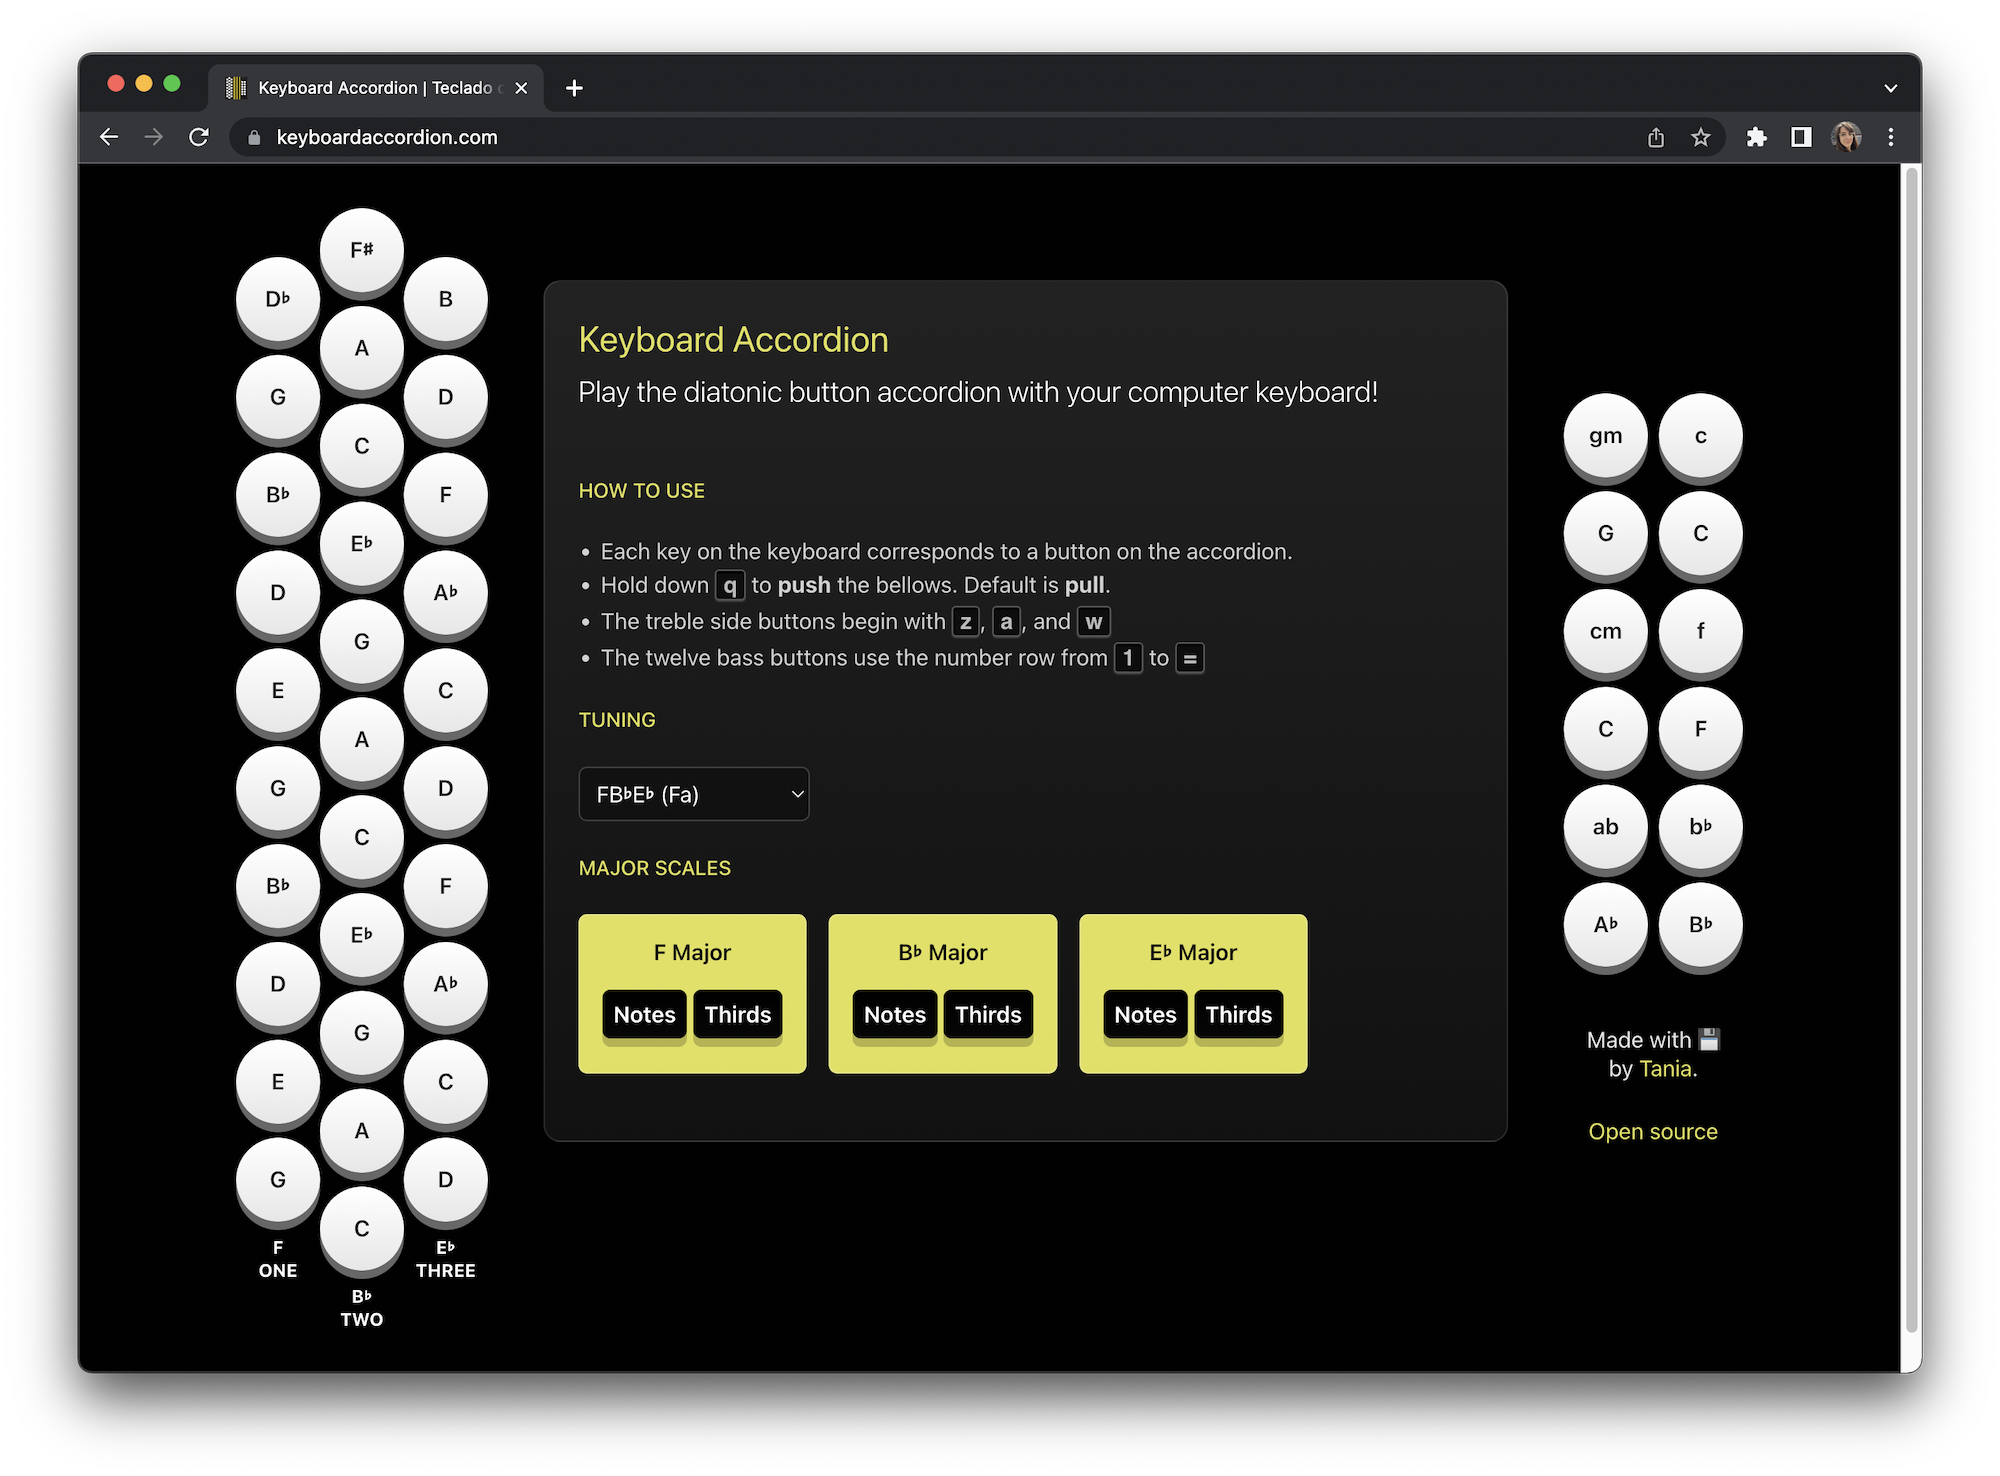 Keyboard Accordion | Teclado
keyboardaccordion.com
F#
D♭
B
A
G
D
C
B♭
F
E♭
D
A♭
G
E
C
A
G
D
C
B♭
F
E♭
D
A♭
G
E
C
A
G
D
C
F
ONE
E♭
THREE
B♭
TWO
Keyboard Accordion
Play the diatonic button accordion with your computer keyboard!
HOW TO USE
• Each key on the keyboard corresponds to a button on the accordion.
• Hold down q to push the bellows. Default is pull.
• The treble side buttons begin with z, a, and w
• The twelve bass buttons use the number row from 1 to =
TUNING
FB♭E♭ (Fa)
MAJOR SCALES
F Major
Notes Thirds
B♭ Major
Notes Thirds
E♭ Major
Notes Thirds
gm c
G C
cm f
C F
ab b♭
A♭ B♭
Made with 💾
by Tania.
Open source